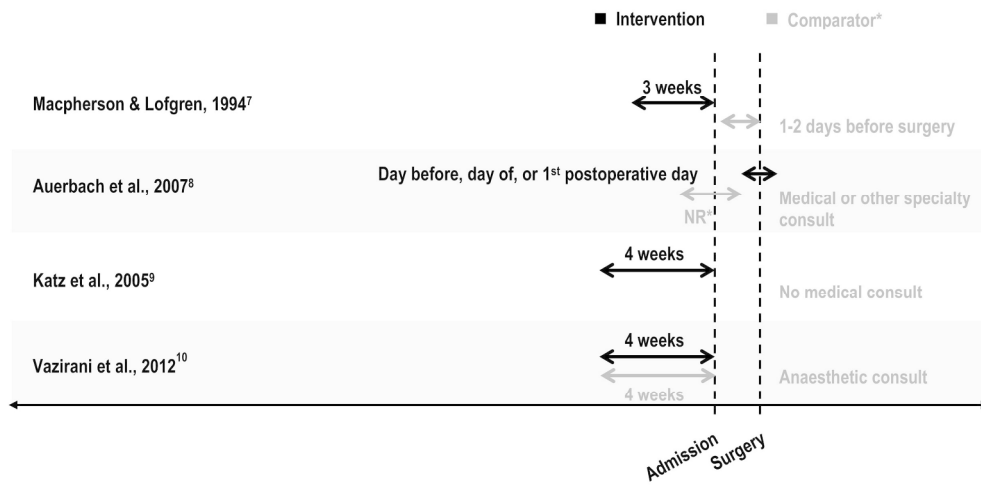 ■ Intervention ■ Comparator*
Macpherson & Lofgren, 1994⁷
3 weeks
1-2 days before surgery
Auerbach et al., 2007⁸
Day before, day of, or 1ˢᵗ postoperative day
NR*
Medical or other specialty
consult
Katz et al., 2005⁹
4 weeks
No medical consult
Vazirani et al., 2012¹⁰
4 weeks
4 weeks
Anaesthetic consult
Admission
Surgery